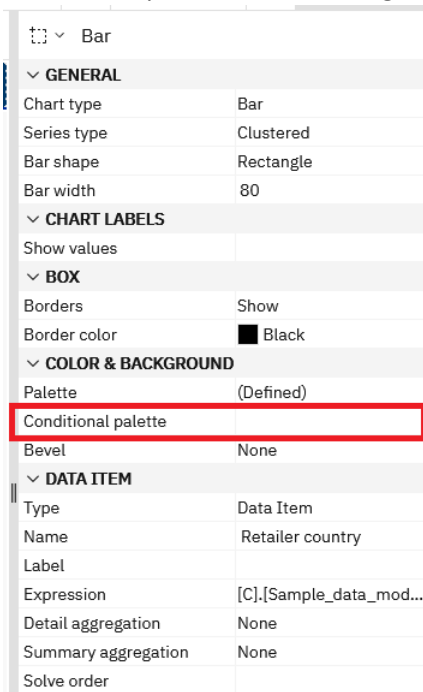 Bar
GENERAL
Chart type Bar
Series type Clustered
Bar shape Rectangle
Bar width 80
CHART LABELS
Show values
BOX
Borders Show
Border color Black
COLOR & BACKGROUND
Palette (Defined)
Conditional palette
Bevel None
DATA ITEM
Type Data Item
Name Retailer country
Label
Expression [C].[Sample_data_mod...
Detail aggregation None
Summary aggregation None
Solve order